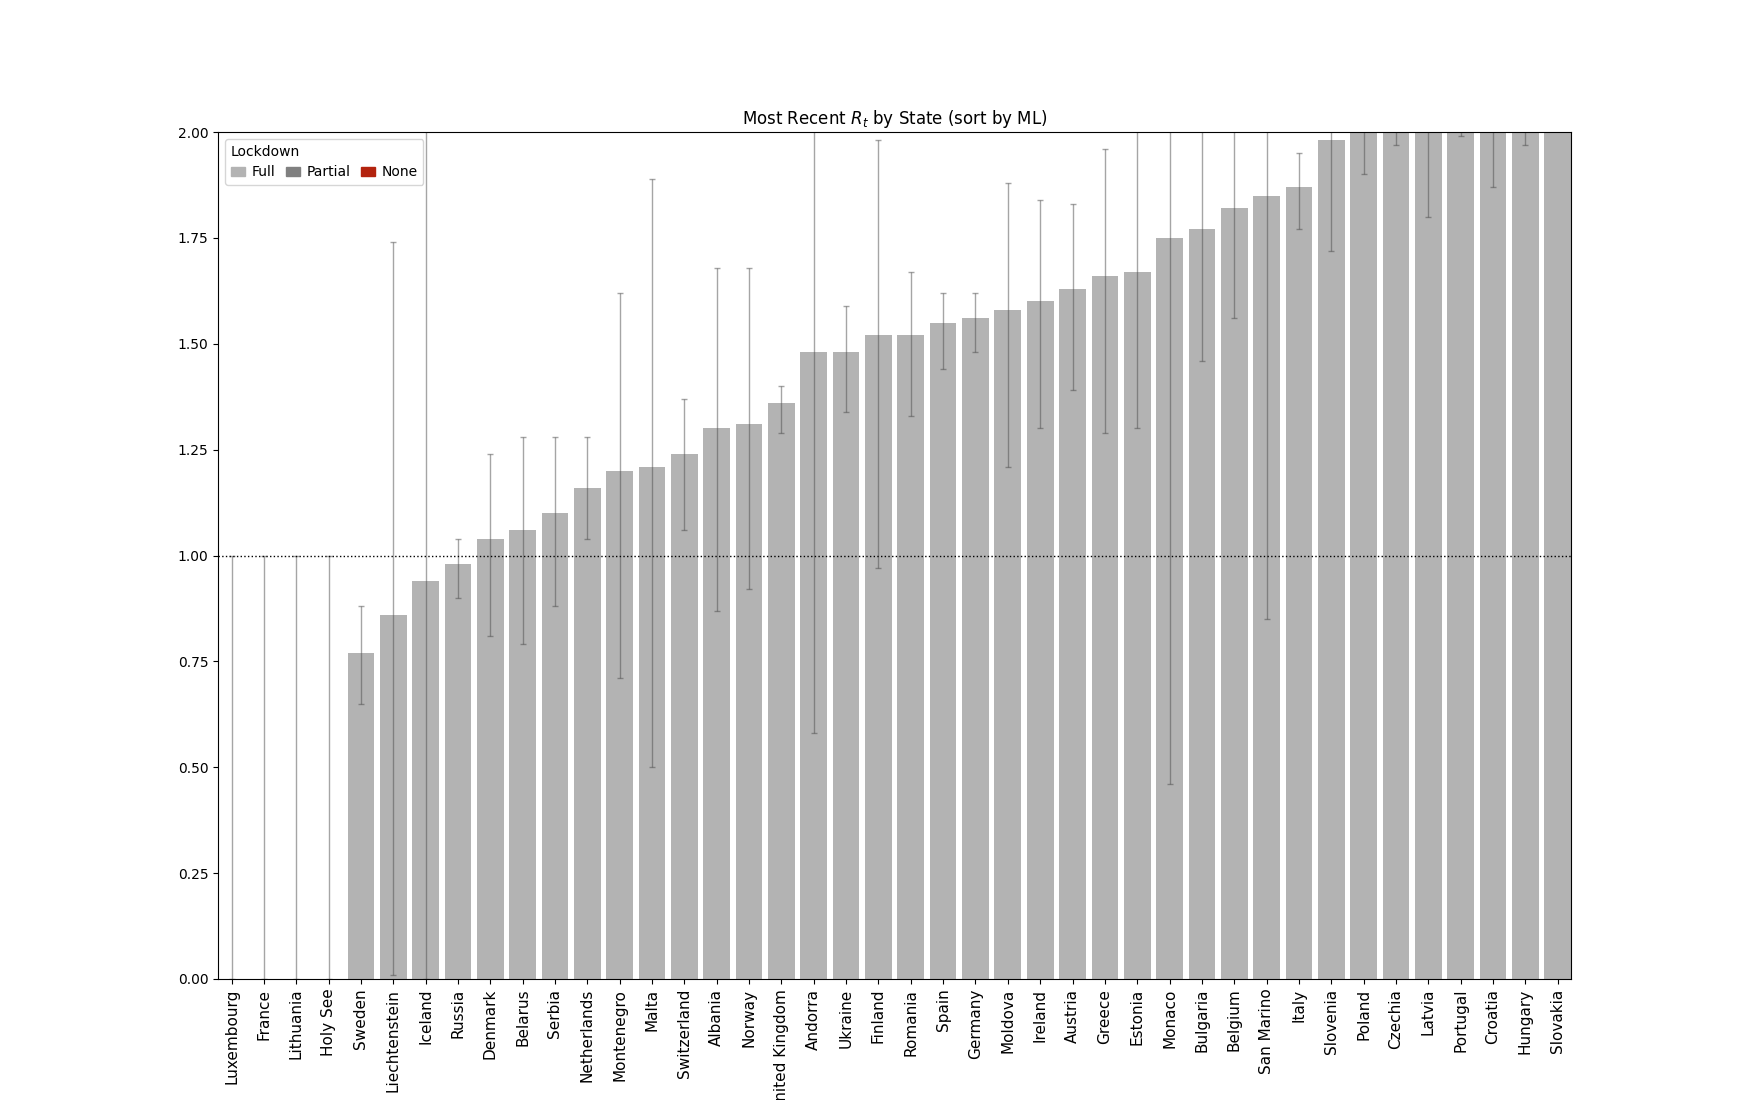 Most Recent R_t by State (sort by ML)
Lockdown
Full Partial None
2.00
1.75
1.50
1.25
1.00
0.75
0.50
0.25
0.00
Luxembourg
France
Lithuania
Holy See
Sweden
Liechtenstein
Iceland
Russia
Denmark
Belarus
Serbia
Netherlands
Montenegro
Malta
Switzerland
Albania
Norway
nited Kingdom
Andorra
Ukraine
Finland
Romania
Spain
Germany
Moldova
Ireland
Austria
Greece
Estonia
Monaco
Bulgaria
Belgium
San Marino
Italy
Slovenia
Poland
Czechia
Latvia
Portugal
Croatia
Hungary
Slovakia